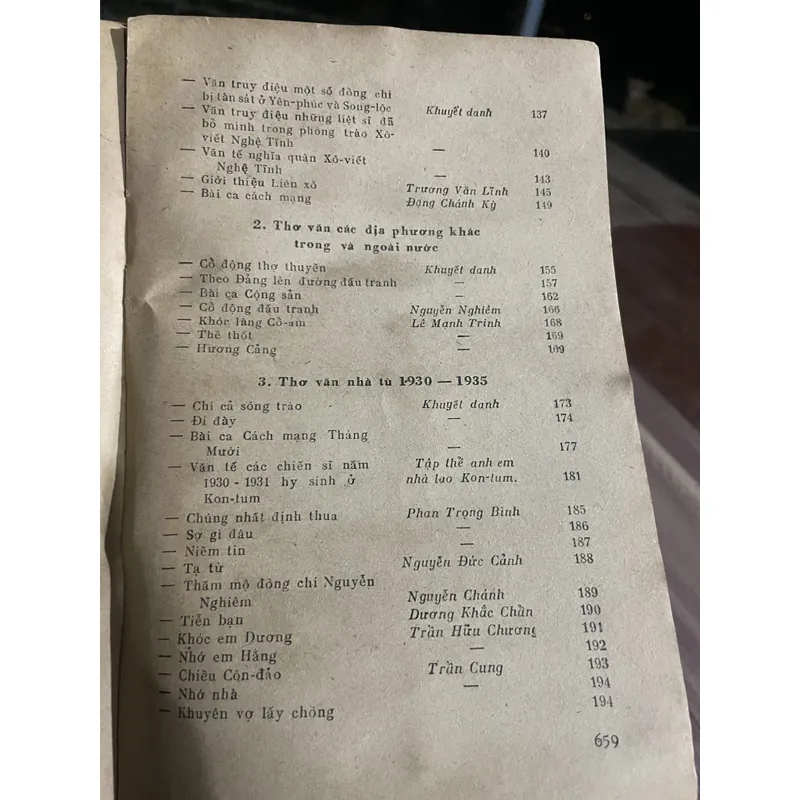 — Văn truy điệu một số đồng chí
bị tàn sát ở Yên-phúc và Song-lộc Khuyết danh 137
— Văn truy điệu những liệt sĩ đã
bỏ mình trong phong trào Xô-
viết Nghệ Tĩnh — 140
— Văn tế nghĩa quân Xô-viết
Nghệ Tĩnh — 143
— Giới thiệu Liên xô Trương Văn Lĩnh 145
— Bài ca cách mạng Đặng Chánh Kỳ 149
2. Thơ văn các địa phương khác
trong và ngoài nước
— Cổ động thợ thuyền Khuyết danh 155
— Theo Đảng lên đường đấu tranh — 157
— Bài ca Cộng sản — 162
— Cổ động đấu tranh Nguyễn Nghiêm 166
— Khóc làng Cổ-am Lê Mạnh Trinh 168
— Thề thốt — 169
— Hương Cảng — 169
3. Thơ văn nhà tù 1930 — 1935
— Chí cả sông trào Khuyết danh 173
— Đi đày — 174
— Bài ca Cách mạng Tháng
Mười — 177
— Văn tế các chiến sĩ năm Tập thể anh em
1930 - 1931 hy sinh ở nhà lao Kon-tum. 181
Kon-tum
— Chúng nhất định thua Phan Trọng Bình 185
— Sợ gì đâu — 186
— Niềm tin — 187
— Tạ từ Nguyễn Đức Cảnh 188
— Thăm mộ đồng chí Nguyễn
Nghiêm Nguyễn Chánh 189
— Tiễn bạn Dương Khắc Chân 190
— Khóc em Dương Trần Hữu Chương 191
— Nhớ em Hằng — 192
— Chiều Côn-đảo Trần Cung 193
— Nhớ nhà — 194
— Khuyên vợ lấy chồng 194
659